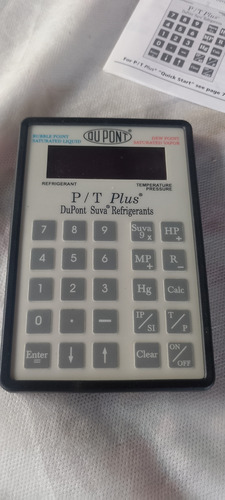 P/T Plus®
For P/T Plus® "Quick Start" see page
BUBBLE POINT
SATURATED LIQUID
DU PONT
DEW POINT
SATURATED VAPOR
REFRIGERANT
TEMPERATURE
PRESSURE
P/T Plus®
DuPont Suva® Refrigerants
7 8 9 Suva 9x HP +
4 5 6 MP + R_
1 2 3 Hg Calc
0 · — IP/SI T/P
Enter ↓ ↑ Clear ON/OFF